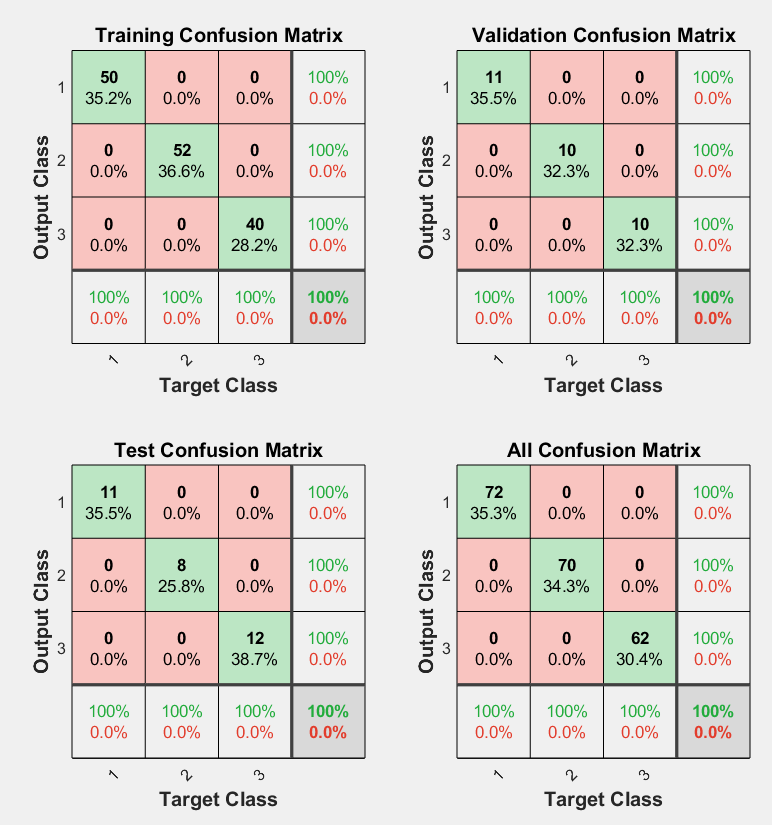 Training Confusion Matrix
50 0 0 100%
1
35.2% 0.0% 0.0% 0.0%
0 52 0 100%
2
0.0% 36.6% 0.0% 0.0%
0 0 40 100%
3
0.0% 0.0% 28.2% 0.0%
100% 100% 100% 100%
0.0% 0.0% 0.0% 0.0%
Output Class
1 2 3
Target Class
Validation Confusion Matrix
11 0 0 100%
1
35.5% 0.0% 0.0% 0.0%
0 10 0 100%
2
0.0% 32.3% 0.0% 0.0%
0 0 10 100%
3
0.0% 0.0% 32.3% 0.0%
100% 100% 100% 100%
0.0% 0.0% 0.0% 0.0%
Output Class
1 2 3
Target Class
Test Confusion Matrix
11 0 0 100%
1
35.5% 0.0% 0.0% 0.0%
0 8 0 100%
2
0.0% 25.8% 0.0% 0.0%
0 0 12 100%
3
0.0% 0.0% 38.7% 0.0%
100% 100% 100% 100%
0.0% 0.0% 0.0% 0.0%
Output Class
1 2 3
Target Class
All Confusion Matrix
72 0 0 100%
1
35.3% 0.0% 0.0% 0.0%
0 70 0 100%
2
0.0% 34.3% 0.0% 0.0%
0 0 62 100%
3
0.0% 0.0% 30.4% 0.0%
100% 100% 100% 100%
0.0% 0.0% 0.0% 0.0%
Output Class
1 2 3
Target Class